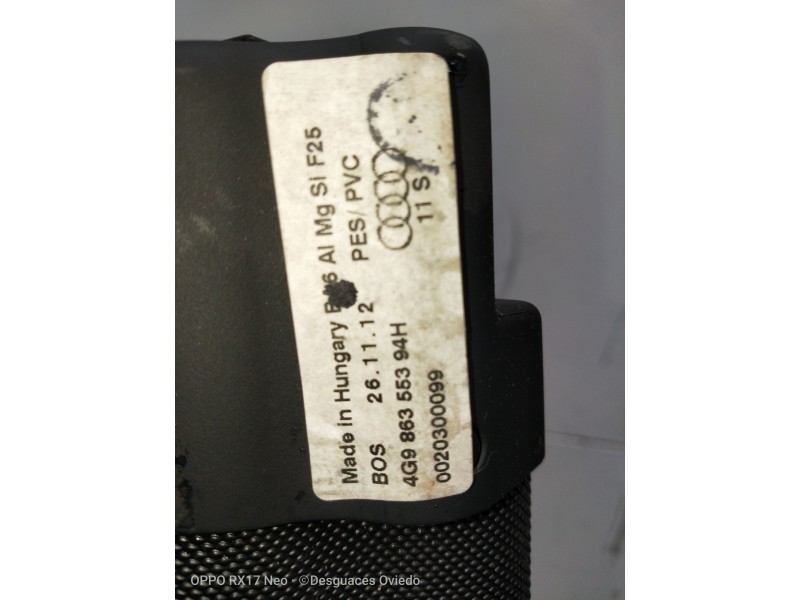 Made in Hungary Al Mg SI F25
BOS 26.11.12 PES/ PVC
4G9 863 553 94H 11 S
0020300099
OPPO RX17 Neo - ©Desguaces Oviedo